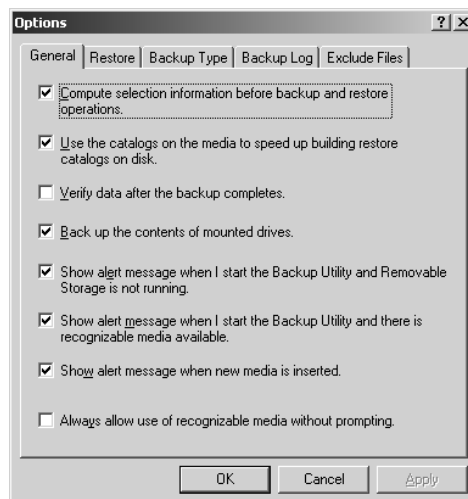 Options
General Restore Backup Type Backup Log Exclude Files
Compute selection information before backup and restore
operations.
Use the catalogs on the media to speed up building restore
catalogs on disk.
Verify data after the backup completes.
Back up the contents of mounted drives.
Show alert message when I start the Backup Utility and Removable
Storage is not running.
Show alert message when I start the Backup Utility and there is
recognizable media available.
Show alert message when new media is inserted.
Always allow use of recognizable media without prompting.
OK Cancel Apply